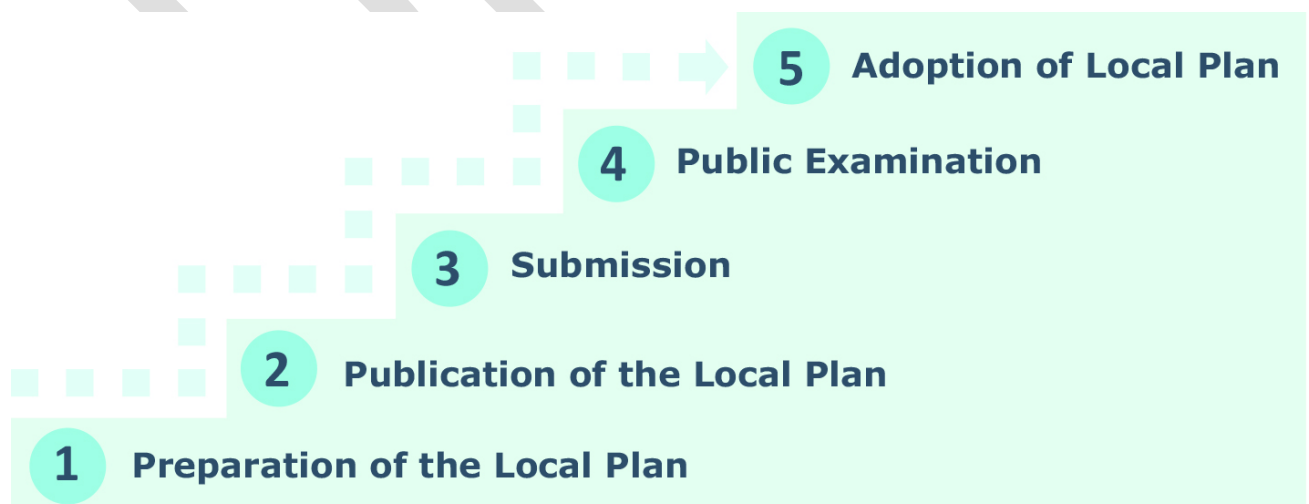 5 Adoption of Local Plan
4 Public Examination
3 Submission
2 Publication of the Local Plan
1 Preparation of the Local Plan